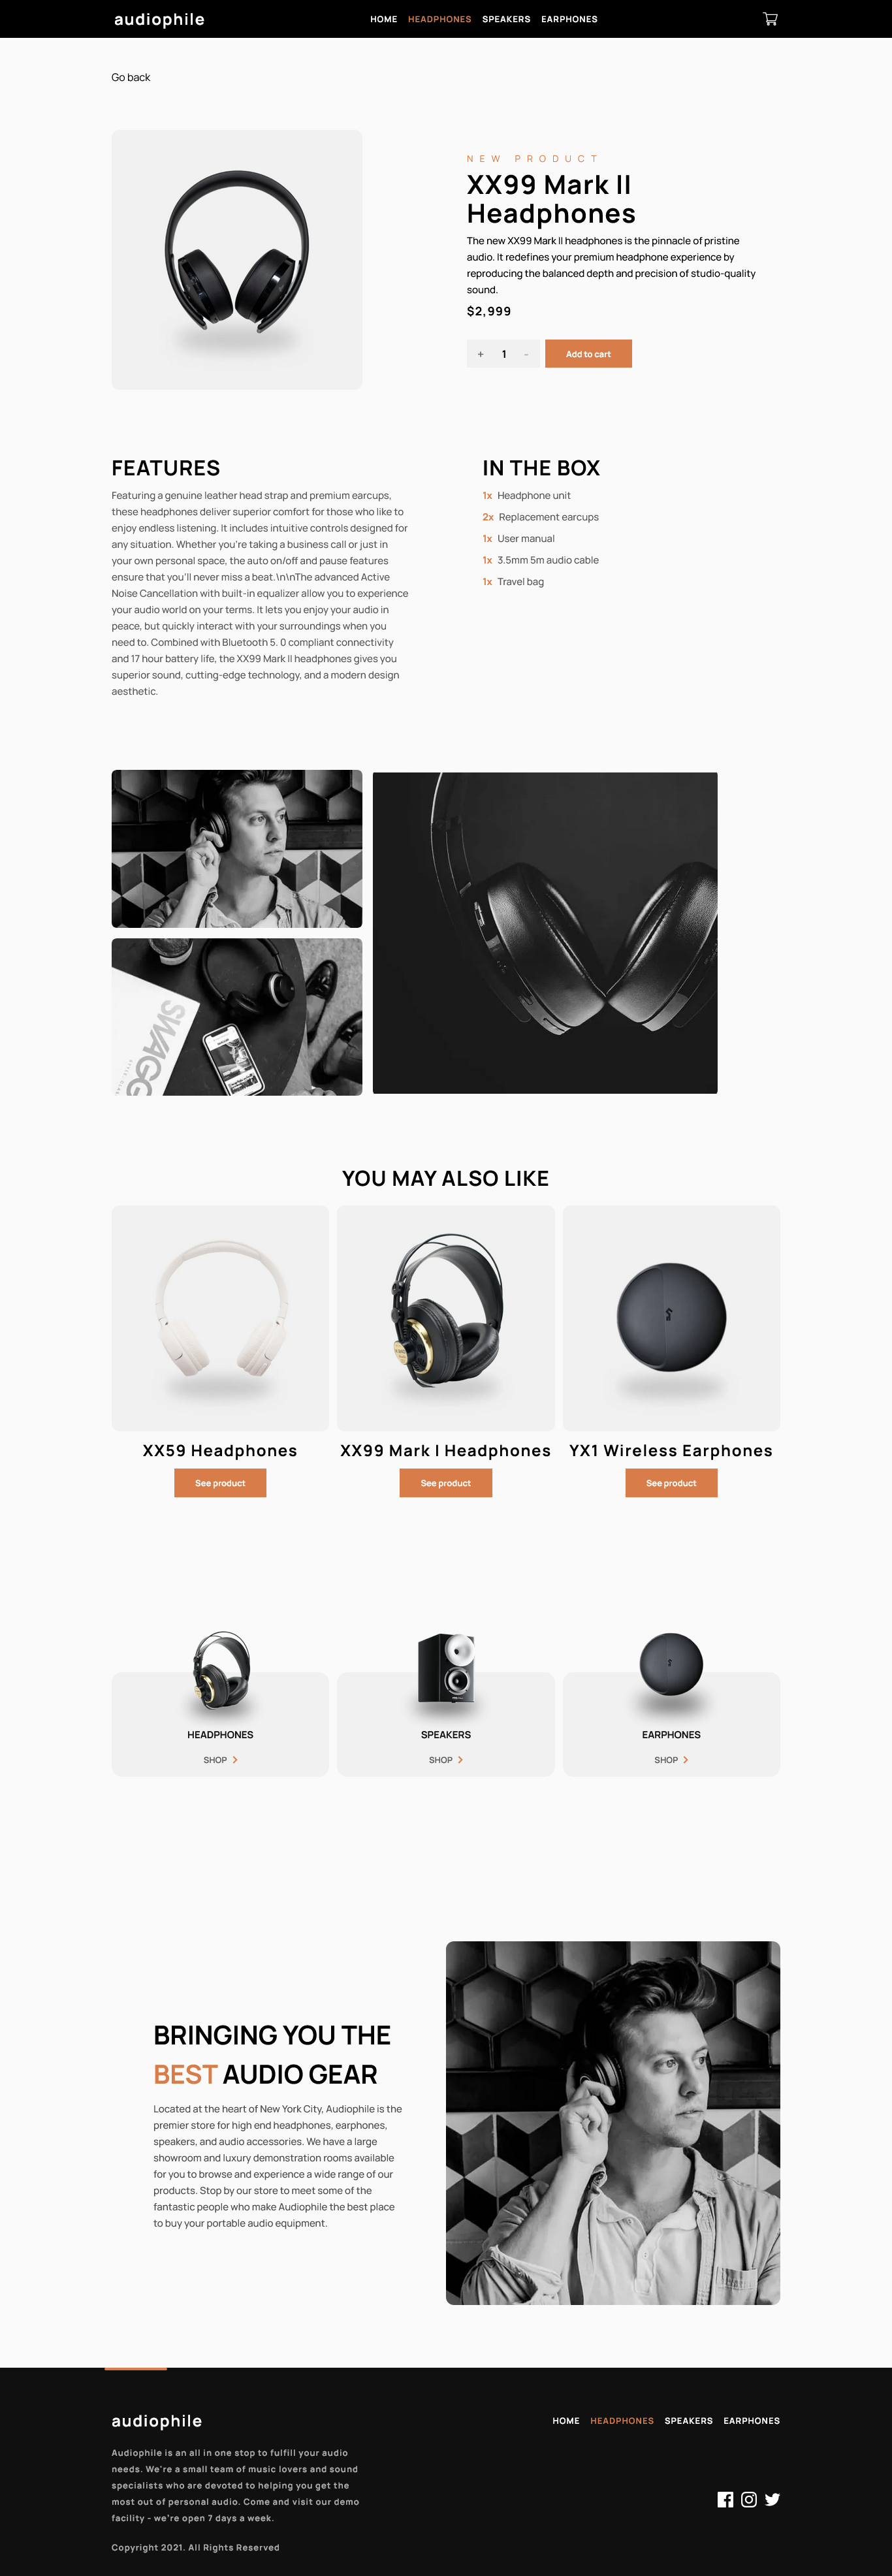 audiophile
HOME HEADPHONES SPEAKERS EARPHONES
Go back
NEW PRODUCT
XX99 Mark II
Headphones
The new XX99 Mark II headphones is the pinnacle of pristine
audio. It redefines your premium headphone experience by
reproducing the balanced depth and precision of studio-quality
sound.
$2,999
+ 1 -
Add to cart
FEATURES
Featuring a genuine leather head strap and premium earcups,
these headphones deliver superior comfort for those who like to
enjoy endless listening. It includes intuitive controls designed for
any situation. Whether you're taking a business call or just in
your own personal space, the auto on/off and pause features
ensure that you'll never miss a beat.\n\nThe advanced Active
Noise Cancellation with built-in equalizer allow you to experience
your audio world on your terms. It lets you enjoy your audio in
peace, but quickly interact with your surroundings when you
need to. Combined with Bluetooth 5. 0 compliant connectivity
and 17 hour battery life, the XX99 Mark II headphones gives you
superior sound, cutting-edge technology, and a modern design
aesthetic.
IN THE BOX
1x Headphone unit
2x Replacement earcups
1x User manual
1x 3.5mm 5m audio cable
1x Travel bag
SWAGG
YOU MAY ALSO LIKE
XX59 Headphones
See product
XX99 Mark I Headphones
See product
YX1 Wireless Earphones
See product
HEADPHONES
SHOP
SPEAKERS
SHOP
EARPHONES
SHOP
BRINGING YOU THE
BEST AUDIO GEAR
Located at the heart of New York City, Audiophile is the
premier store for high end headphones, earphones,
speakers, and audio accessories. We have a large
showroom and luxury demonstration rooms available
for you to browse and experience a wide range of our
products. Stop by our store to meet some of the
fantastic people who make Audiophile the best place
to buy your portable audio equipment.
audiophile
HOME HEADPHONES SPEAKERS EARPHONES
Audiophile is an all in one stop to fulfill your audio
needs. We're a small team of music lovers and sound
specialists who are devoted to helping you get the
most out of personal audio. Come and visit our demo
facility - we're open 7 days a week.
Copyright 2021. All Rights Reserved